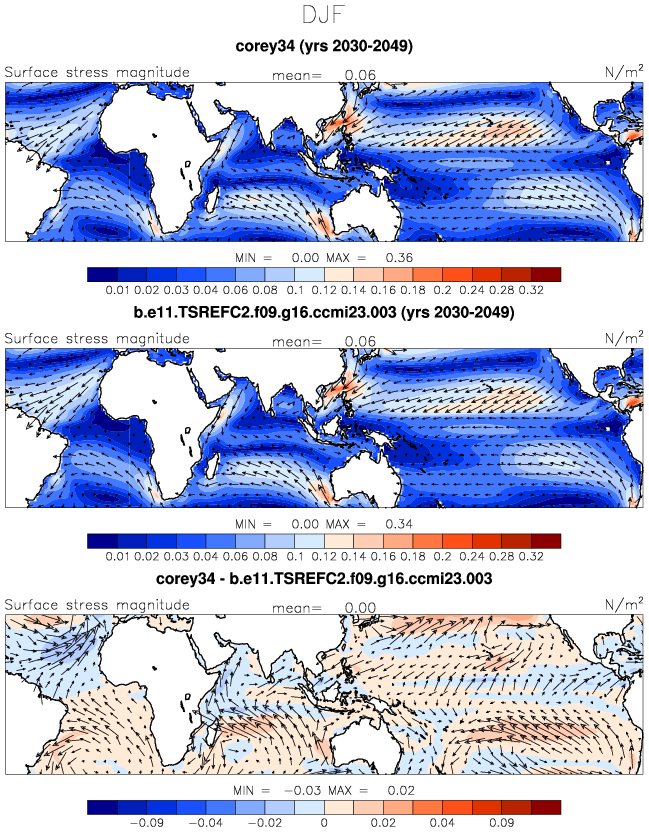 DJF
corey34 (yrs 2030-2049)
Surface stress magnitude mean= 0.06 N/m²
MIN = 0.00 MAX = 0.36
0.01 0.02 0.03 0.04 0.06 0.08 0.1 0.12 0.14 0.16 0.18 0.2 0.24 0.28 0.32
b.e11.TSREFC2.f09.g16.ccmi23.003 (yrs 2030-2049)
Surface stress magnitude mean= 0.06 N/m²
MIN = 0.00 MAX = 0.34
0.01 0.02 0.03 0.04 0.06 0.08 0.1 0.12 0.14 0.16 0.18 0.2 0.24 0.28 0.32
corey34 - b.e11.TSREFC2.f09.g16.ccmi23.003
Surface stress magnitude mean= 0.00 N/m²
MIN = −0.03 MAX = 0.02
−0.09 −0.04 −0.02 0 0.02 0.04 0.09